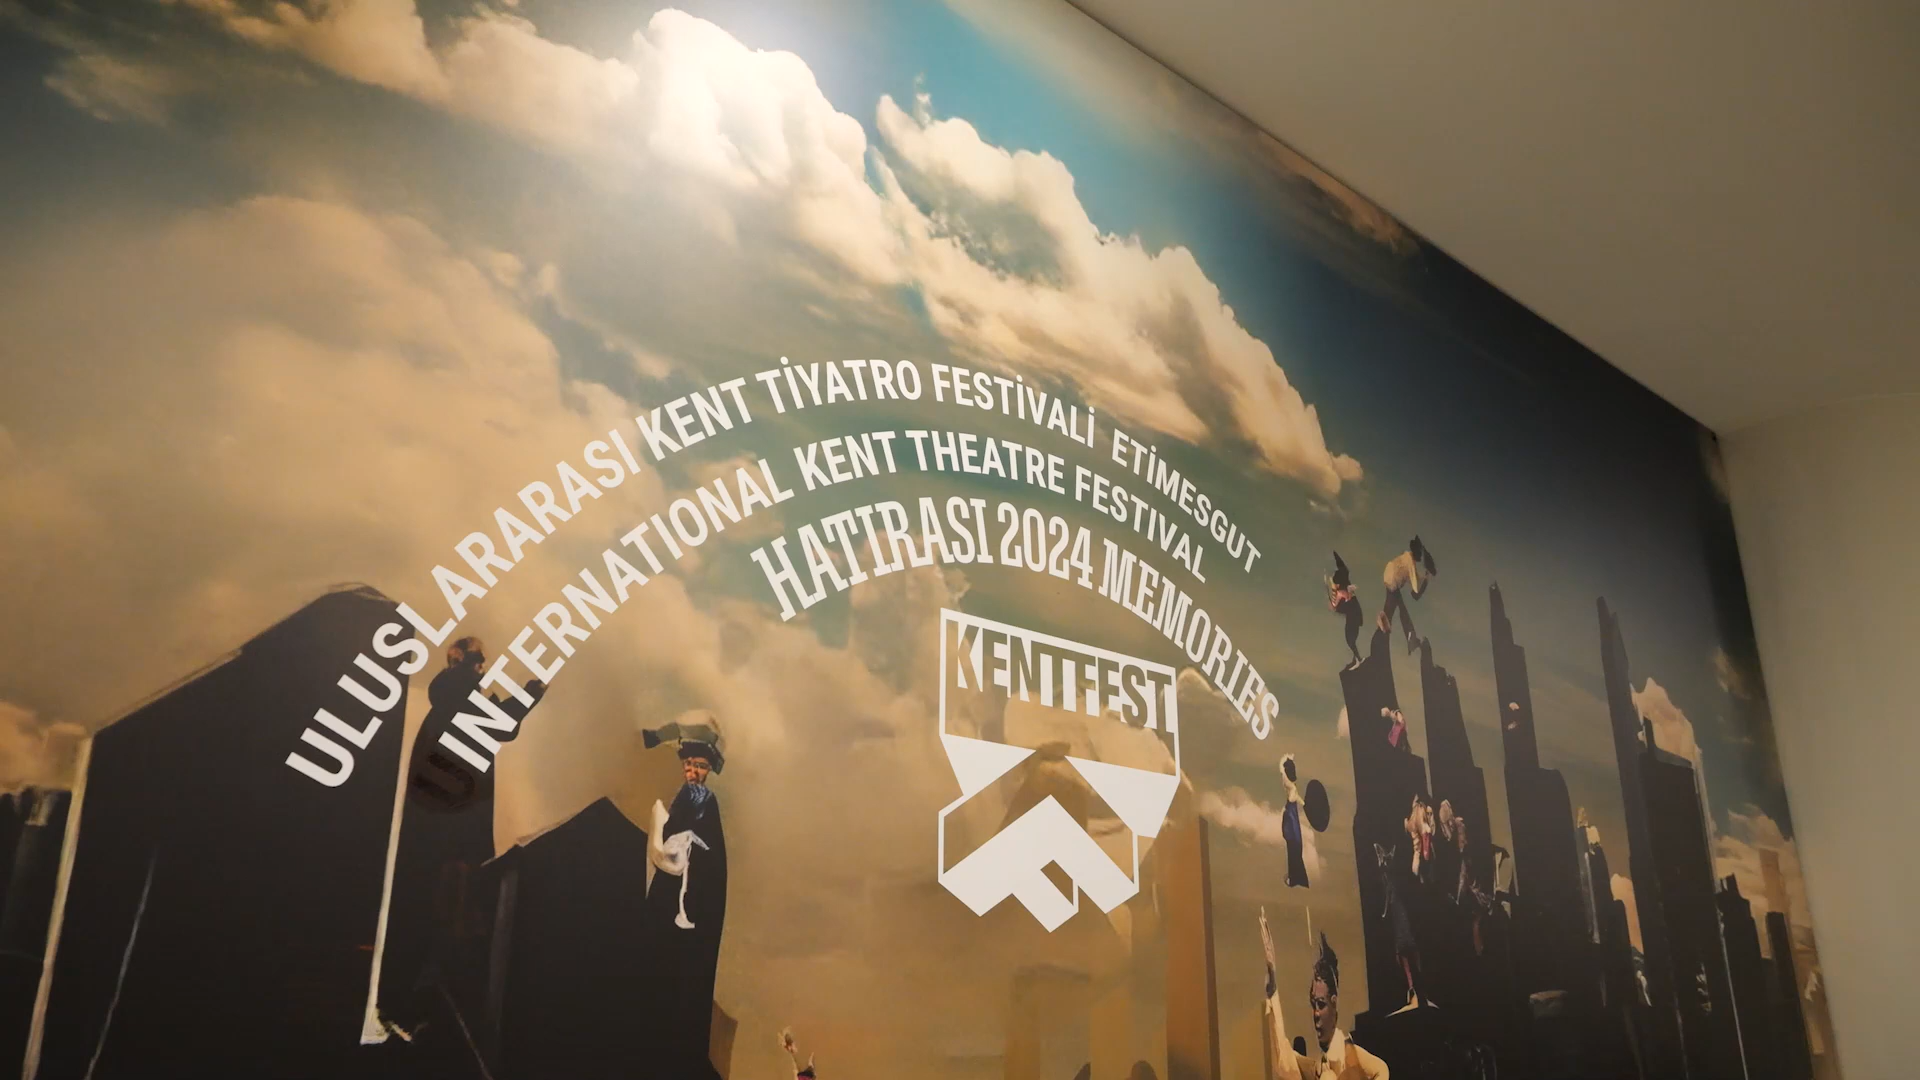 ULUSLARARASI KENT TİYATRO FESTİVALİ ETİMESGUT
INTERNATIONAL KENT THEATRE FESTIVAL
HATIRASI 2024 MEMORIES
KENTFEST